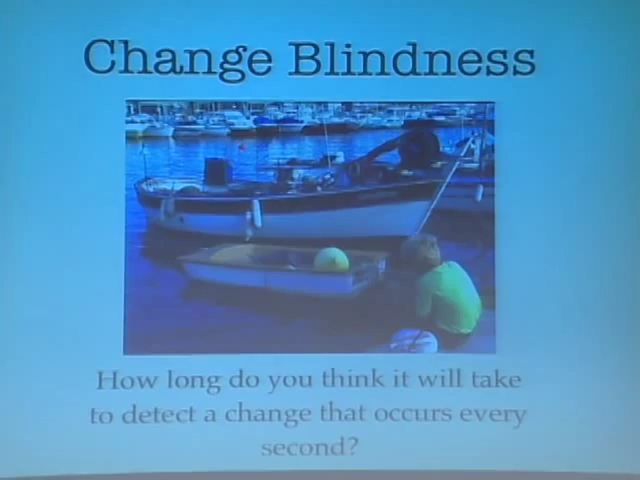 Change Blindness
How long do you think it will take
to detect a change that occurs every
second?